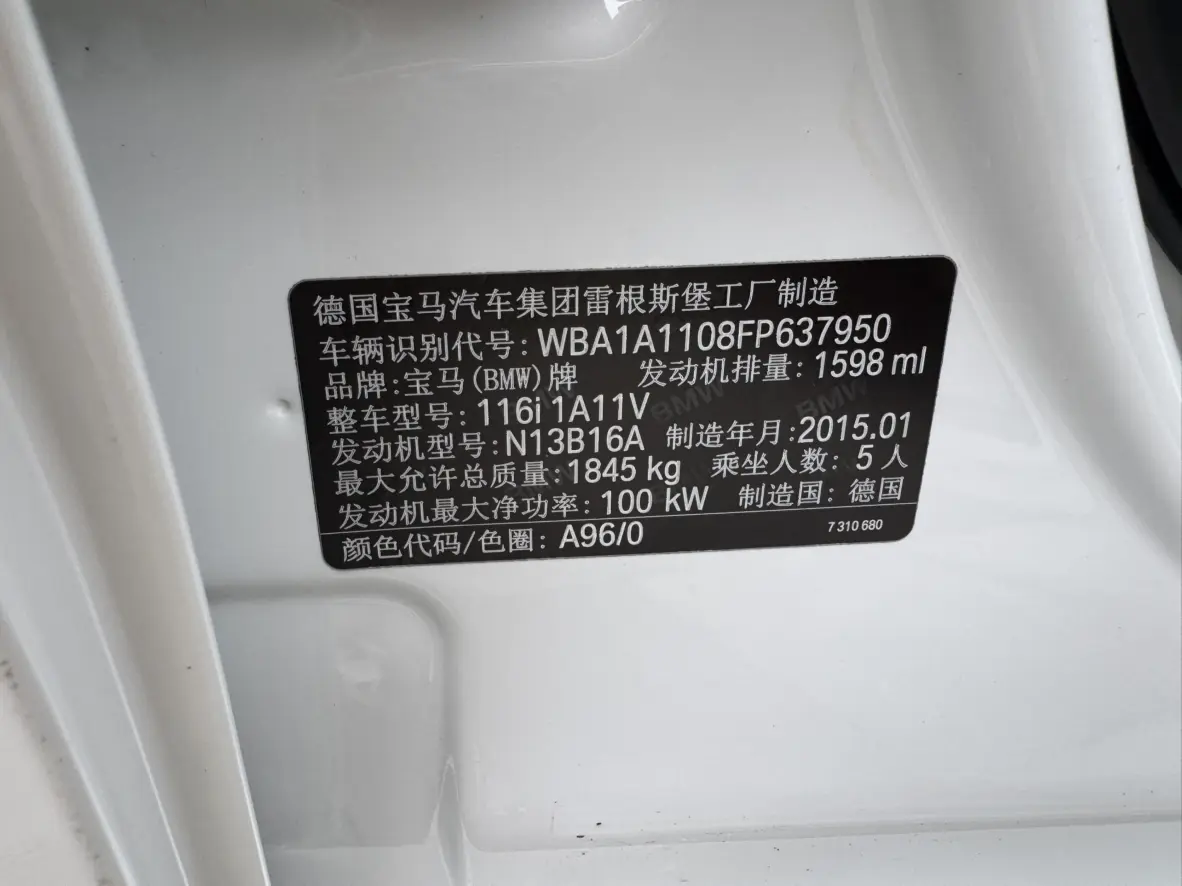 德国宝马汽车集团雷根斯堡工厂制造
车辆识别代号: WBA1A1108FP637950
品牌:宝马(BMW)牌 发动机排量: 1598 ml
整车型号: 116i 1A11V
发动机型号: N13B16A 制造年月:2015.01
最大允许总质量: 1845 kg 乘坐人数: 5 人
发动机最大净功率: 100 kW 制造国: 德国
颜色代码/色圈: A96/0 7 310 680